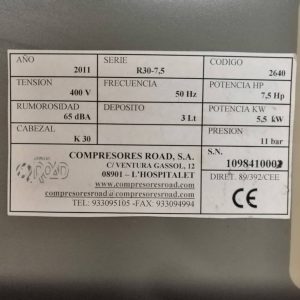 AÑO SERIE CODIGO
2011 R30-7,5 2640
TENSION FRECUENCIA POTENCIA HP
400 V 50 Hz 7,5 Hp
RUMOROSIDAD DEPOSITO POTENCIA KW
65 dBA 3 Lt 5,5 kW
CABEZAL PRESION
K 30 11 bar
COMPRESORES ROAD, S.A.
C/ VENTURA GASSOL, 12
08901 – L'HOSPITALET
www.compresoresroad.com
compresoresroad@compresoresroad.com
TEL: 933095105 -FAX: 933094994
S.N.
DIRET. 89/392/CEE
CE
ROAD